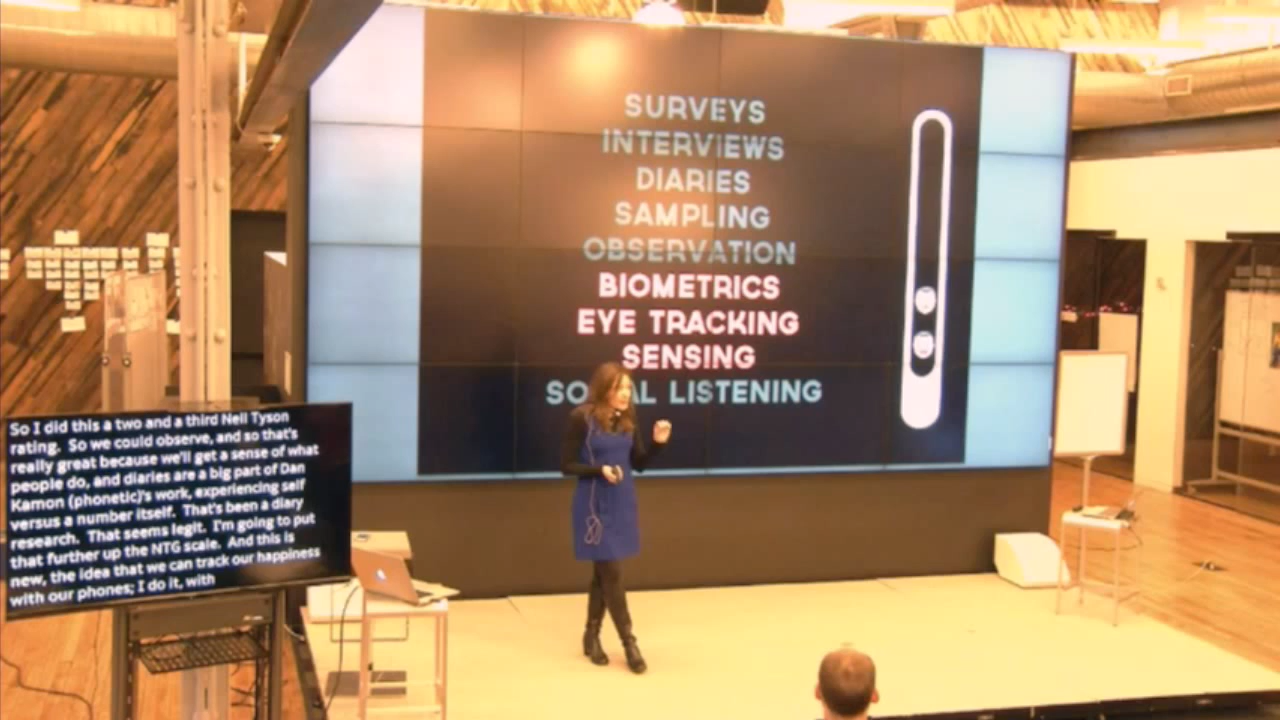 SURVEYS
INTERVIEWS
DIARIES
SAMPLING
OBSERVATION
BIOMETRICS
EYE TRACKING
SENSING
SO AL LISTENING
So I did this a two and a third Neil Tyson
rating. So we could observe, and so that's
really great because we'll get a sense of what
people do, and diaries are a big part of Dan
Kamon (phonetic)'s work, experiencing self
versus a number itself. That's been a diary
research. That seems legit. I'm going to put
that further up the NTG scale. And this is
new, the idea that we can track our happiness
with our phones; I do it, with